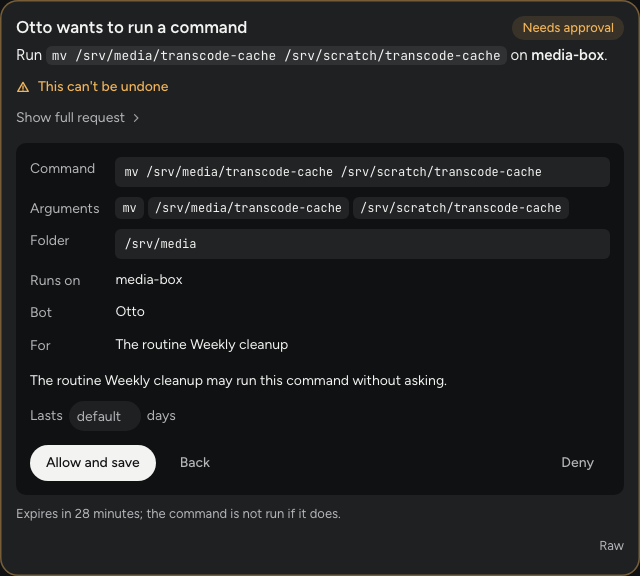 Otto wants to run a command
Needs approval
Run mv /srv/media/transcode-cache /srv/scratch/transcode-cache on media-box.
This can't be undone
Show full request
Command mv /srv/media/transcode-cache /srv/scratch/transcode-cache
Arguments mv /srv/media/transcode-cache /srv/scratch/transcode-cache
Folder /srv/media
Runs on media-box
Bot Otto
For The routine Weekly cleanup
The routine Weekly cleanup may run this command without asking.
Lasts default days
Allow and save Back Deny
Expires in 28 minutes; the command is not run if it does.
Raw